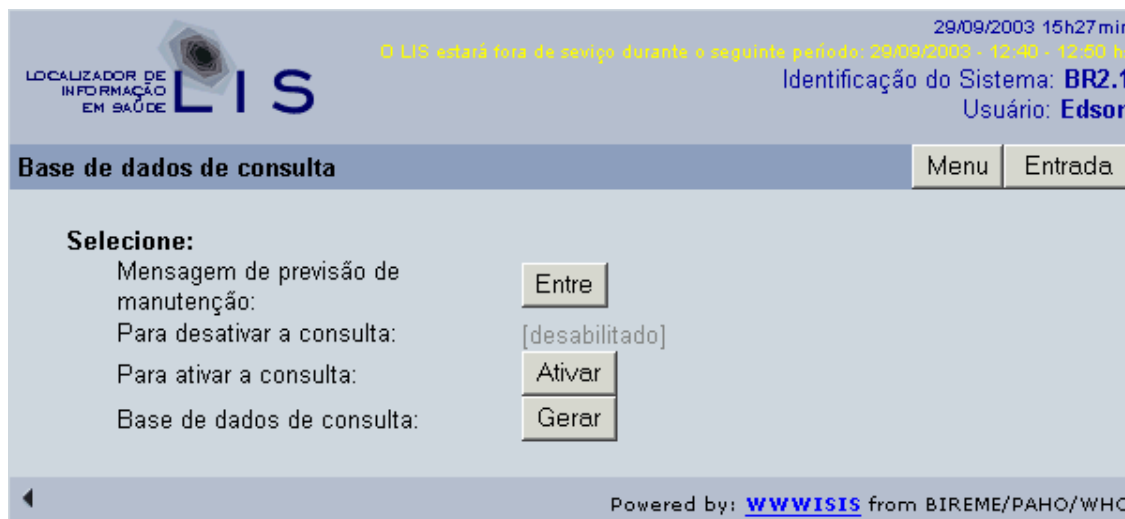 29/09/2003 15h27min
O LIS estará fora de seviço durante o seguinte período: 29/09/2003 - 12:40 - 12:50 h
Identificação do Sistema: BR2.1
Usuário: Edson
LOCALIZADOR DE
INFORMAÇÃO
EM SAÚDE
LIS
Base de dados de consulta
Menu
Entrada
Selecione:
Mensagem de previsão de
manutenção:
Entre
Para desativar a consulta:
[desabilitado]
Para ativar a consulta:
Ativar
Base de dados de consulta:
Gerar
Powered by: WWWISIS from BIREME/PAHO/WHO